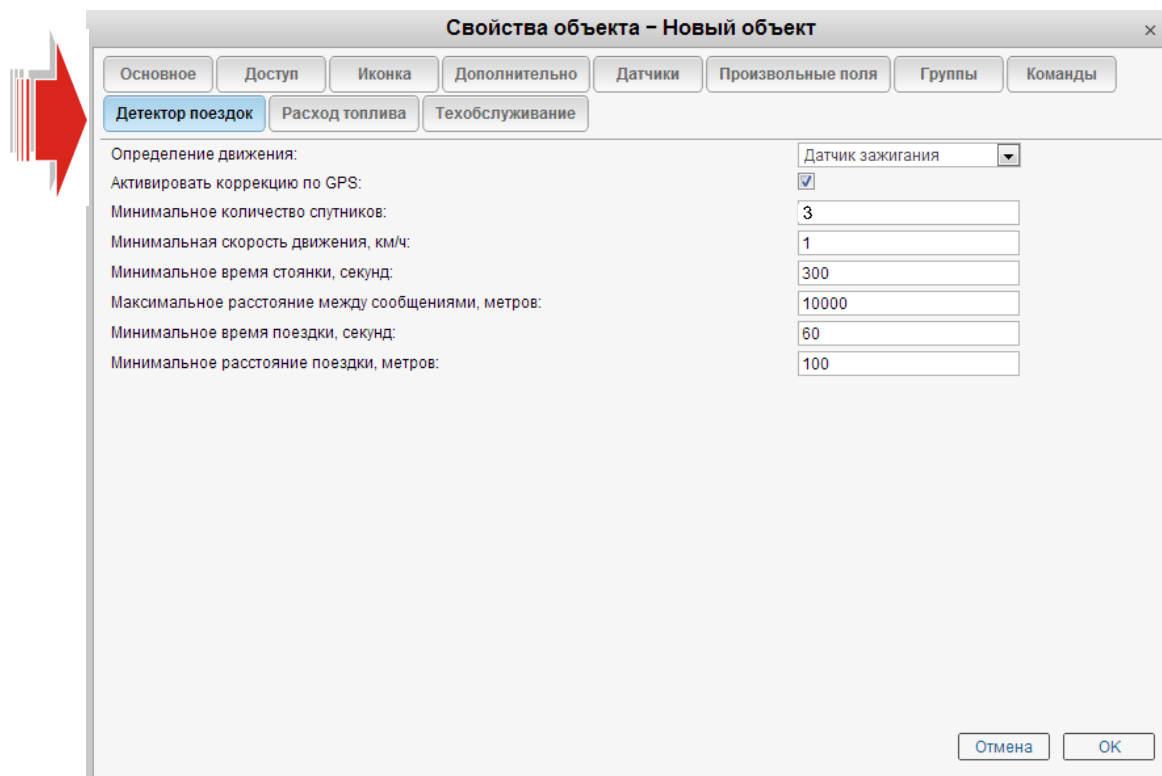 Свойства объекта – Новый объект ×
Основное Доступ Иконка Дополнительно Датчики Произвольные поля Группы Команды
Детектор поездок Расход топлива Техобслуживание
Определение движения: Датчик зажигания
Активировать коррекцию по GPS:
Минимальное количество спутников: 3
Минимальная скорость движения, км/ч: 1
Минимальное время стоянки, секунд: 300
Максимальное расстояние между сообщениями, метров: 10000
Минимальное время поездки, секунд: 60
Минимальное расстояние поездки, метров: 100
Отмена OK